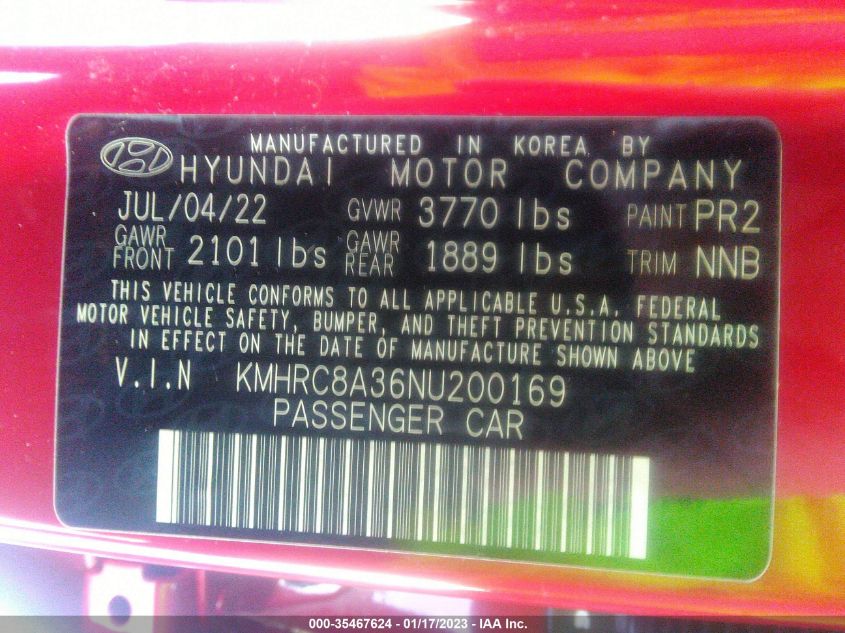 MANUFACTURED IN KOREA BY
HYUNDAI MOTOR COMPANY
JUL/04/22 GVWR 3770 lbs PAINT PR2
GAWR FRONT 2101 lbs GAWR REAR 1889 lbs TRIM NNB
THIS VEHICLE CONFORMS TO ALL APPLICABLE U.S.A. FEDERAL
MOTOR VEHICLE SAFETY, BUMPER, AND THEFT PREVENTION STANDARDS
IN EFFECT ON THE DATE OF MANUFACTURE SHOWN ABOVE
V.I.N KMHRC8A36NU200169
PASSENGER CAR
000-35467624 - 01/17/2023 - IAA Inc.